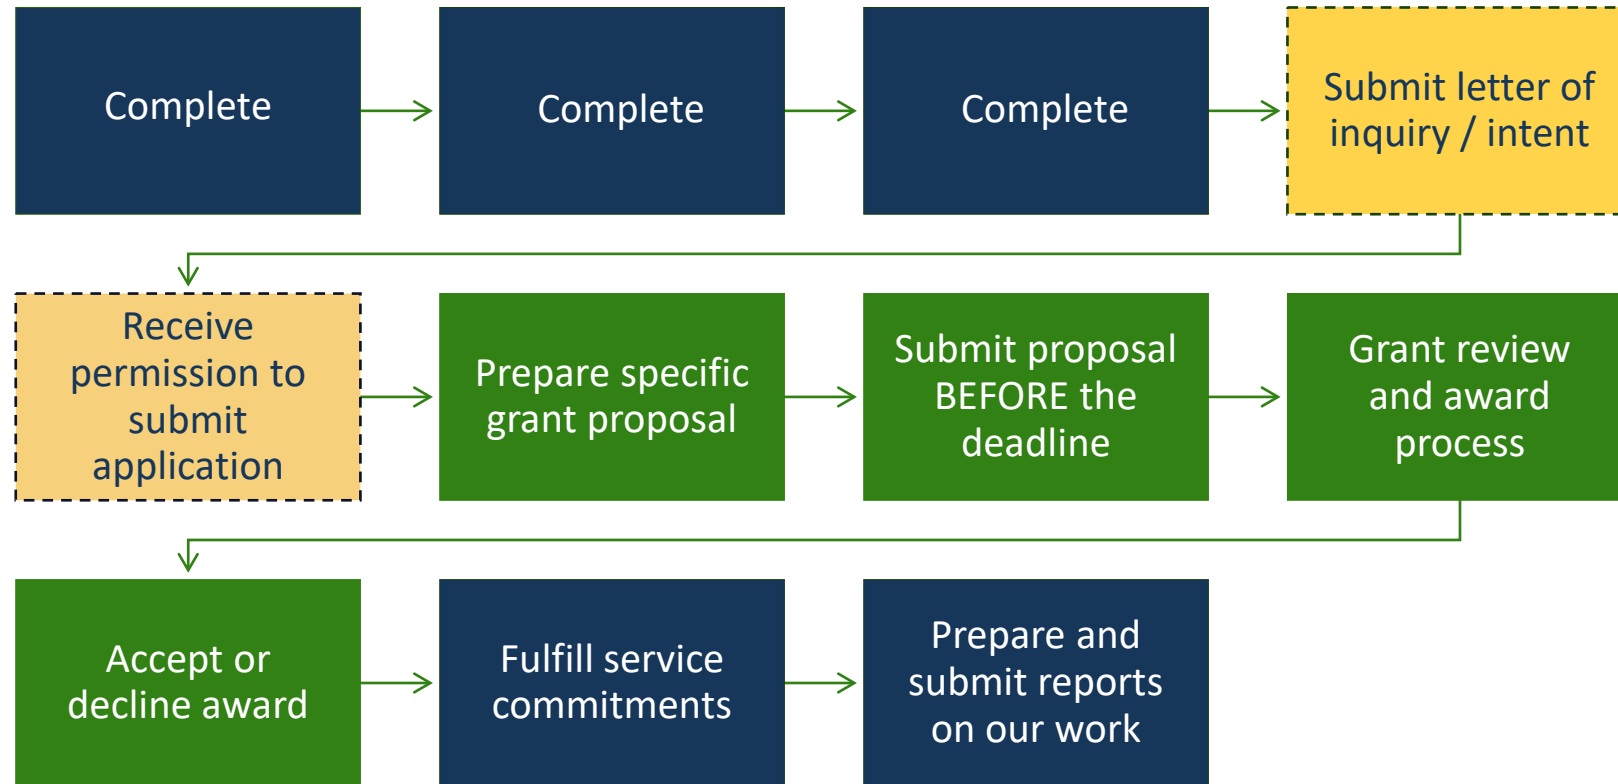 Complete
Complete
Complete
Submit letter of
inquiry / intent
Receive
permission to
submit
application
Prepare specific
grant proposal
Submit proposal
BEFORE the
deadline
Grant review
and award
process
Accept or
decline award
Fulfill service
commitments
Prepare and
submit reports
on our work